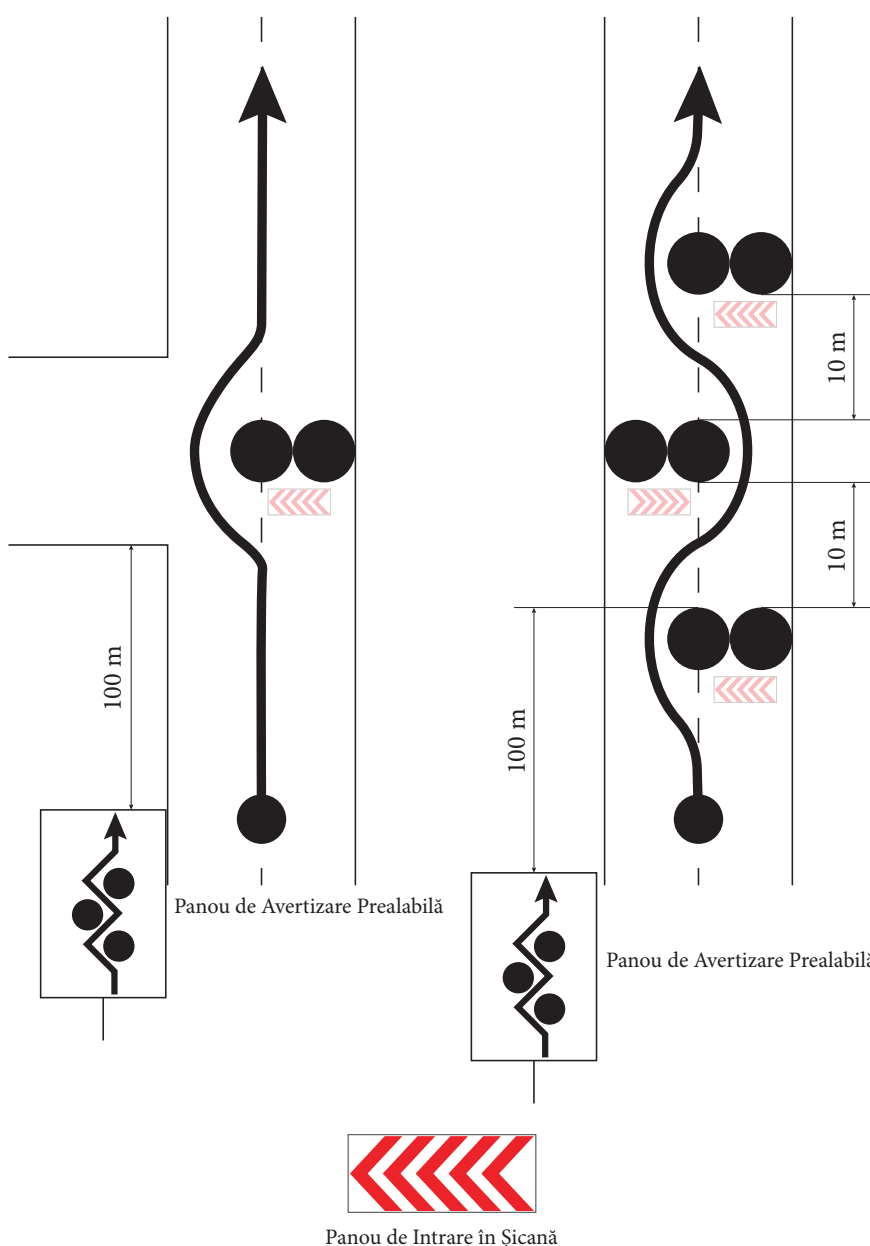 10 m
10 m
100 m
100 m
Panou de Avertizare Prealabilă
Panou de Avertizare Prealabilă
Panou de Intrare în Șicană